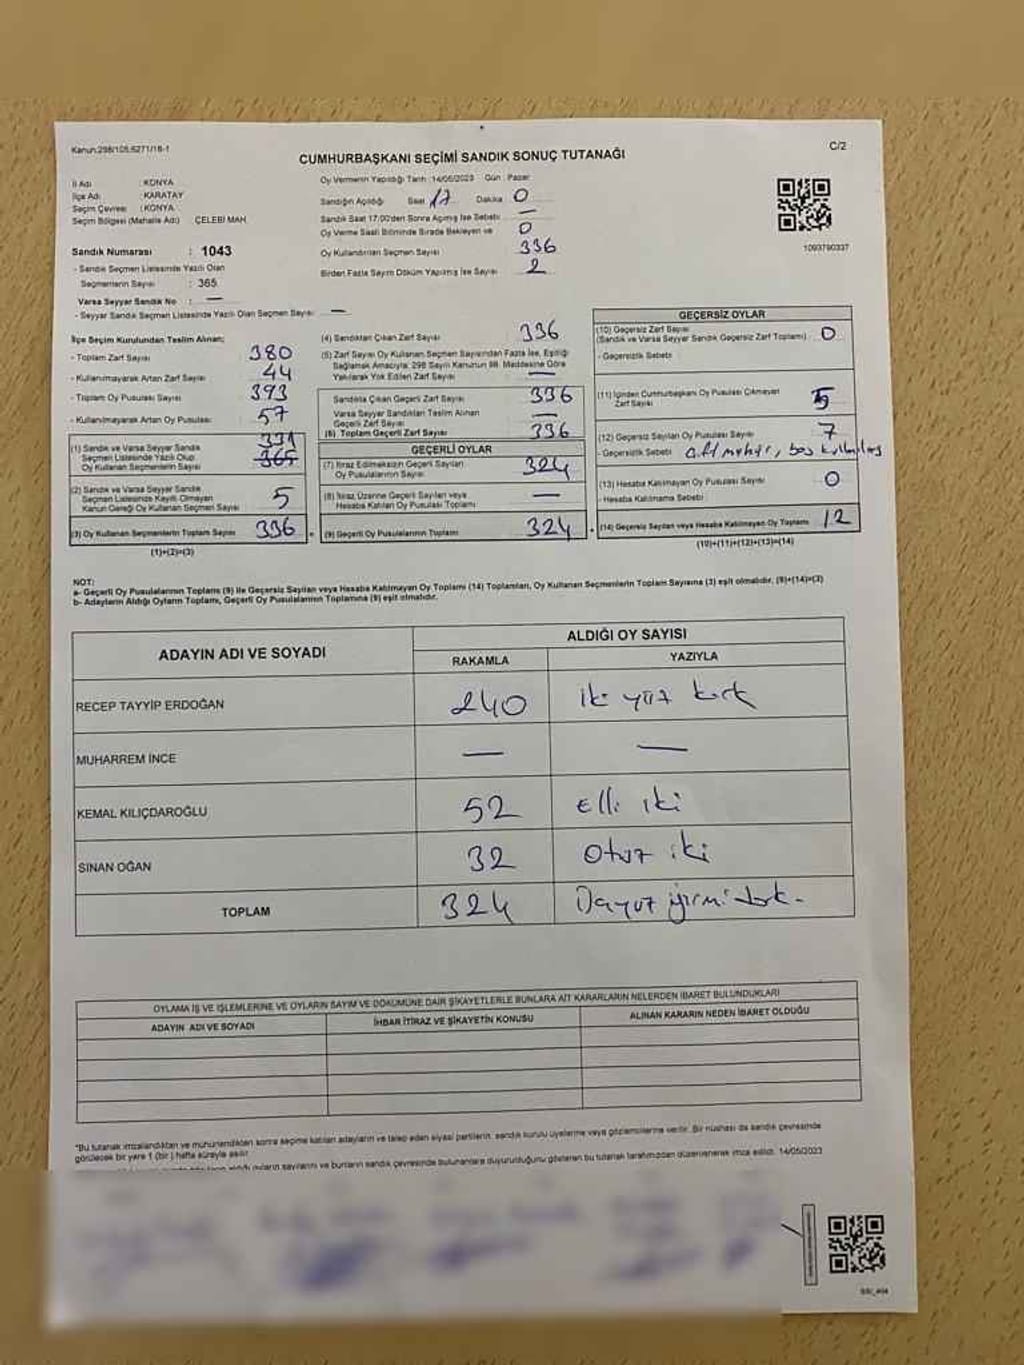 Kanun:298/105,6271/16-1
C/2
CUMHURBAŞKANI SEÇİMİ SANDIK SONUÇ TUTANAĞI
İl Adı : KONYA
İlçe Adı : KARATAY
Seçim Çevresi : KONYA
Seçim Bölgesi (Mahalle Adı) ÇELEBİ MAH.
Sandık Numarası : 1043
- Sandık Seçmen Listesinde Yazılı Olan
Seçmenlerin Sayısı : 365
Varsa Seyyar Sandık No : —
- Seyyar Sandık Seçmen Listesinde Yazılı Olan Seçmen Sayısı: —
Oy Vermenin Yapıldığı Tarih :14/05/2023 Gün : Pazar
Sandığın Açıldığı Saat 17 Dakika 0
Sandık Saat 17:00'den Sonra Açmış İse Sebebi —
Oy Verme Saati Bitiminde Sırada Bekleyen ve 0
Oy Kullandırılan Seçmen Sayısı 336
Birden Fazla Sayım Döküm Yapılmış İse Sayısı 2
1093790337
İlçe Seçim Kurulundan Teslim Alınan;
- Toplam Zarf Sayısı 380
- Kullanılmayarak Artan Zarf Sayısı 44
- Toplam Oy Pusulası Sayısı 393
- Kullanılmayarak Artan Oy Pusulası 57
(1) Sandık ve Varsa Seyyar Sandık
Seçmen Listesinde Yazılı Olup
Oy Kullanan Seçmenlerin Sayısı
331
365
(2) Sandık ve Varsa Seyyar Sandık
Seçmen Listesinde Kayıtlı Olmayan
Kanun Gereği Oy Kullanan Seçmen Sayısı 5
(3) Oy Kullanan Seçmenlerin Toplam Sayısı 336
(1)+(2)=(3)
(4) Sandıktan Çıkan Zarf Sayısı 336
(5) Zarf Sayısı Oy Kullanan Seçmen Sayısından Fazla İse, Eşitliği
Sağlamak Amacıyla, 298 Sayılı Kanunun 98. Maddesine Göre
Yakılarak Yok Edilen Zarf Sayısı —
Sandıkta Çıkan Geçerli Zarf Sayısı 336
Varsa Seyyar Sandıktan Teslim Alınan
Geçerli Zarf Sayısı —
(6) Toplam Geçerli Zarf Sayısı 336
GEÇERLİ OYLAR
(7) İtiraz Edilmeksizin Geçerli Sayılan
Oy Pusulasının Sayısı 324
(8) İtiraz Üzerine Geçerli Sayılan veya
Hesaba Katılan Oy Pusulası Toplamı —
(9) Geçerli Oy Pusulalarının Toplamı 324
GEÇERSİZ OYLAR
(10) Geçersiz Zarf Sayısı
(Sandık ve Varsa Seyyar Sandık Geçersiz Zarf Toplamı) 0
- Geçersizlik Sebebi
(11) İçinden Cumhurbaşkanı Oy Pusulası Çıkmayan
Zarf Sayısı 5
(12) Geçersiz Sayılan Oy Pusulası Sayısı 7
- Geçersizlik Sebebi
(13) Hesaba Katılmayan Oy Pusulası Sayısı 0
- Hesaba Katılmama Sebebi
(14) Geçersiz Sayılan veya Hesaba Katılmayan Oy Toplamı 12
(10)+(11)+(12)+(13)=(14)
NOT:
a- Geçerli Oy Pusulalarının Toplamı (9) ile Geçersiz Sayılan veya Hesaba Katılmayan Oy Toplamı (14) Toplamları, Oy Kullanan Seçmenlerin Toplam Sayısına (3) eşit olmalıdır, (9)+(14)=(3)
b- Adayların Aldığı Oyların Toplamı, Geçerli Oy Pusulalarının Toplamına (9) eşit olmalıdır.
ADAYIN ADI VE SOYADI
ALDIĞI OY SAYISI
RAKAMLA YAZIYLA
RECEP TAYYİP ERDOĞAN 240 iki yüz kırk
MUHARREM İNCE — —
KEMAL KILIÇDAROĞLU 52 Elli iki
SİNAN OĞAN 32 Otuz iki
TOPLAM 324
OYLAMA İŞ VE İŞLEMLERİNE VE OYLARIN SAYIM VE DÖKÜMÜNE DAİR ŞİKAYETLERLE BUNLARA AİT KARARLARIN NELERDEN İBARET BULUNDUKLARI
ADAYIN ADI VE SOYADI İHBAR İTİRAZ VE ŞİKAYETİN KONUSU ALINAN KARARIN NEDEN İBARET OLDUĞU
"Bu tutanak imzalandıktan ve mühürlendikten sonra seçime katılan adayların ve talep eden siyasi partilerin, sandık kurulu üyelerine veya gözlemcilerine verilir. Bir nüshası da sandık çevresinde
görülecek bir yere 1 (bir ) hafta süreyle asılır.
oyların sayılarını ve bunların sandık çevresinde bulunanlara duyurulduğunu gösteren bu tutanak tarafımızdan düzenlenerek imza edildi. 14/05/2023